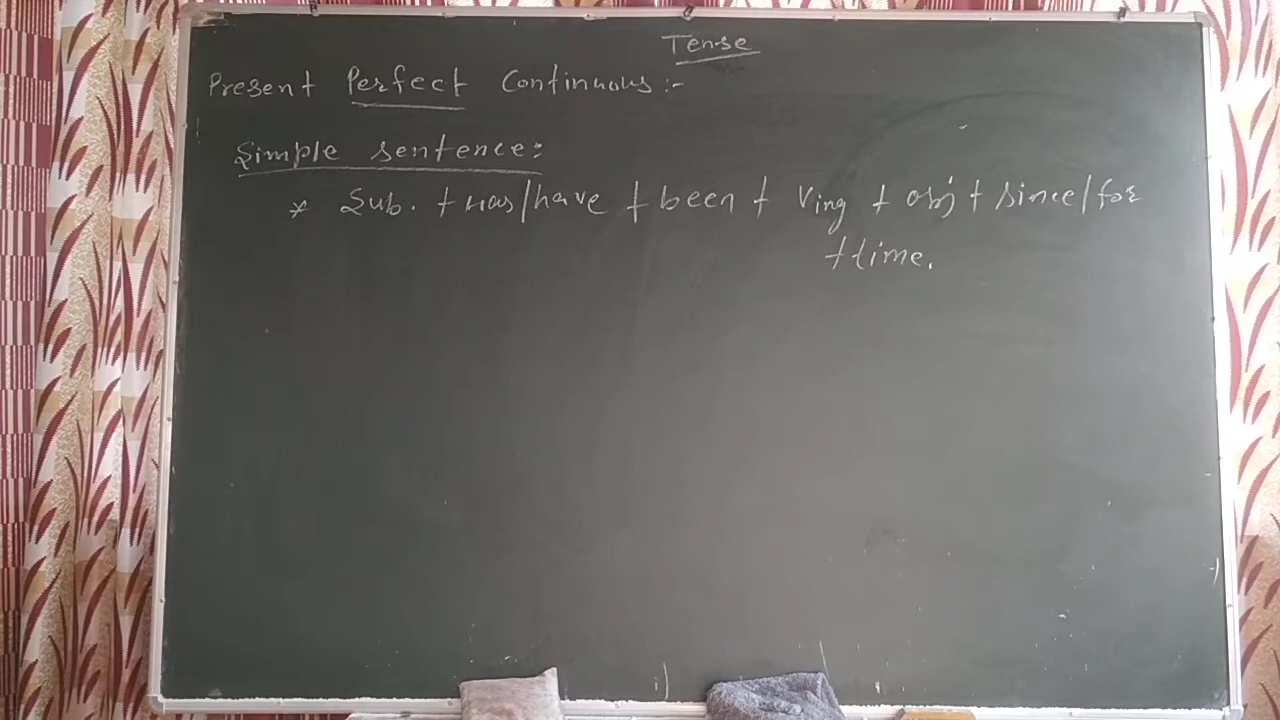 Tense
Present Perfect Continuous :-
Simple sentence:
* Sub. + has/have + been + Ving + obj + since/for
+ time.